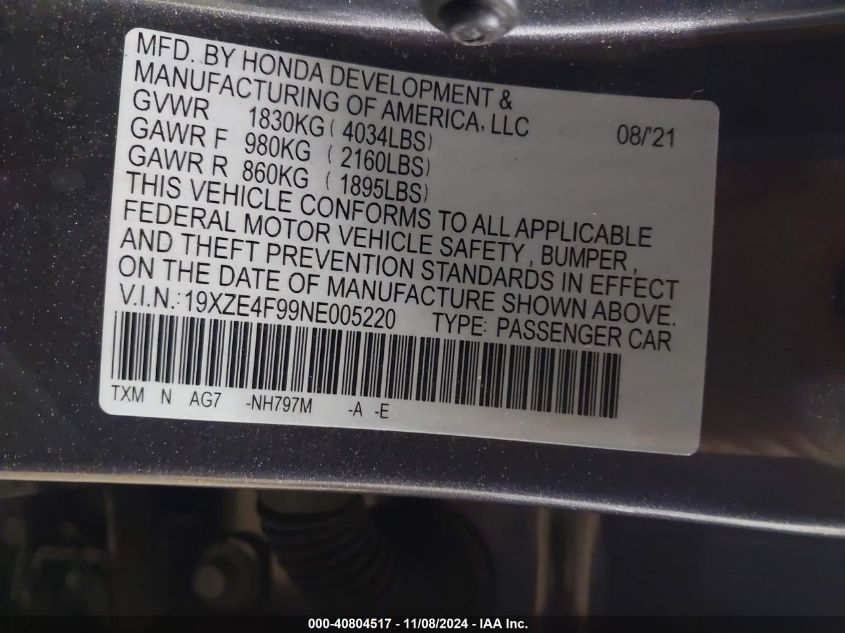 MFD. BY HONDA DEVELOPMENT &
MANUFACTURING OF AMERICA, LLC
08/'21
GVWR 1830KG ( 4034LBS)
GAWR F 980KG ( 2160LBS)
GAWR R 860KG ( 1895LBS)
THIS VEHICLE CONFORMS TO ALL APPLICABLE
FEDERAL MOTOR VEHICLE SAFETY, BUMPER,
AND THEFT PREVENTION STANDARDS IN EFFECT
ON THE DATE OF MANUFACTURE SHOWN ABOVE.
V.I.N.: 19XZE4F99NE005220 TYPE: PASSENGER CAR
TXM N AG7 -NH797M -A -E
000-40804517 - 11/08/2024 - IAA Inc.